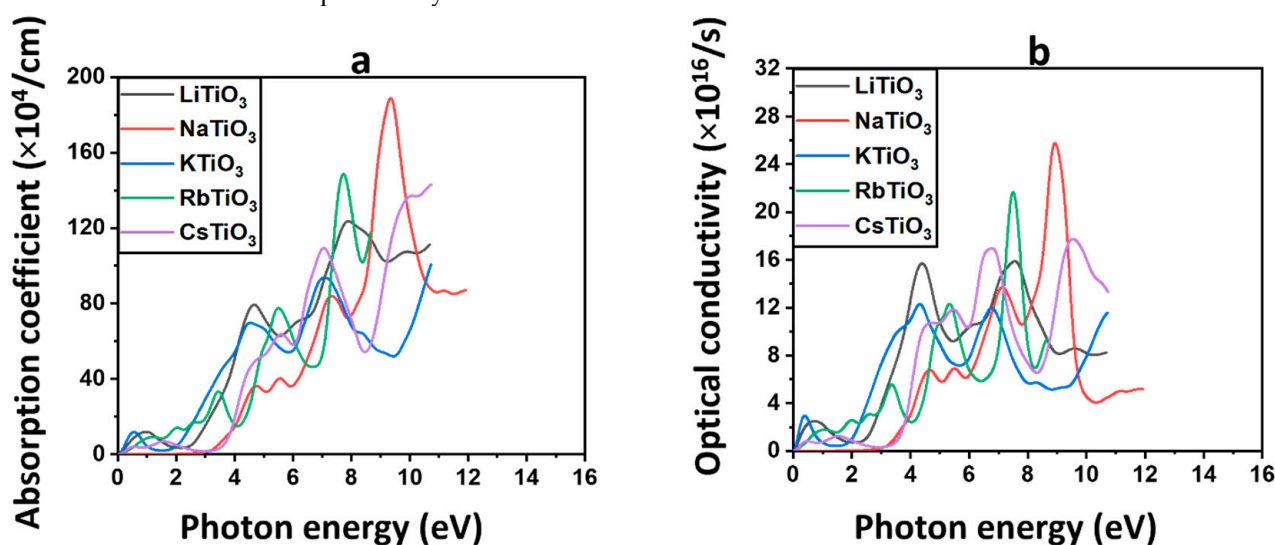 a
Absorption coefficient (×10⁴/cm)
200
160
120
80
40
0
LiTiO₃
NaTiO₃
KTiO₃
RbTiO₃
CsTiO₃
0 2 4 6 8 10 12 14 16
Photon energy (eV)
b
Optical conductivity (×10¹⁶/s)
32
28
24
20
16
12
8
4
0
LiTiO₃
NaTiO₃
KTiO₃
RbTiO₃
CsTiO₃
0 2 4 6 8 10 12 14 16
Photon energy (eV)